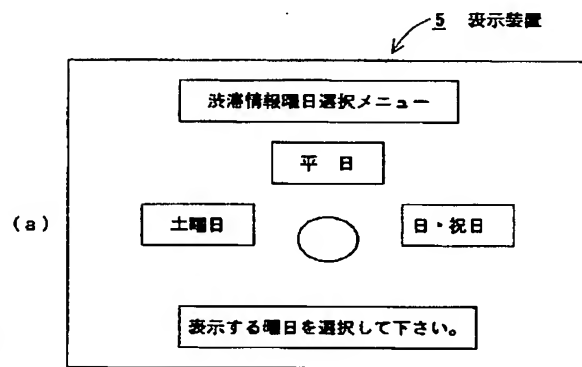 5 表示装置
渋滞情報曜日選択メニュー
平 日
(a)
土曜日
日・祝日
表示する曜日を選択して下さい。